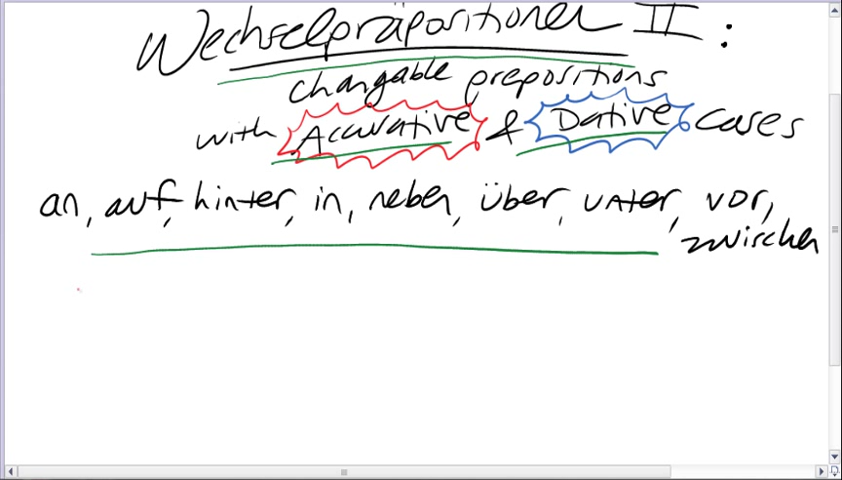 Wechselpräpositionen II:
changable prepositions
with Accusative & Dative cases
an, auf, hinter, in, neben, über, unter, vor,
zwischen